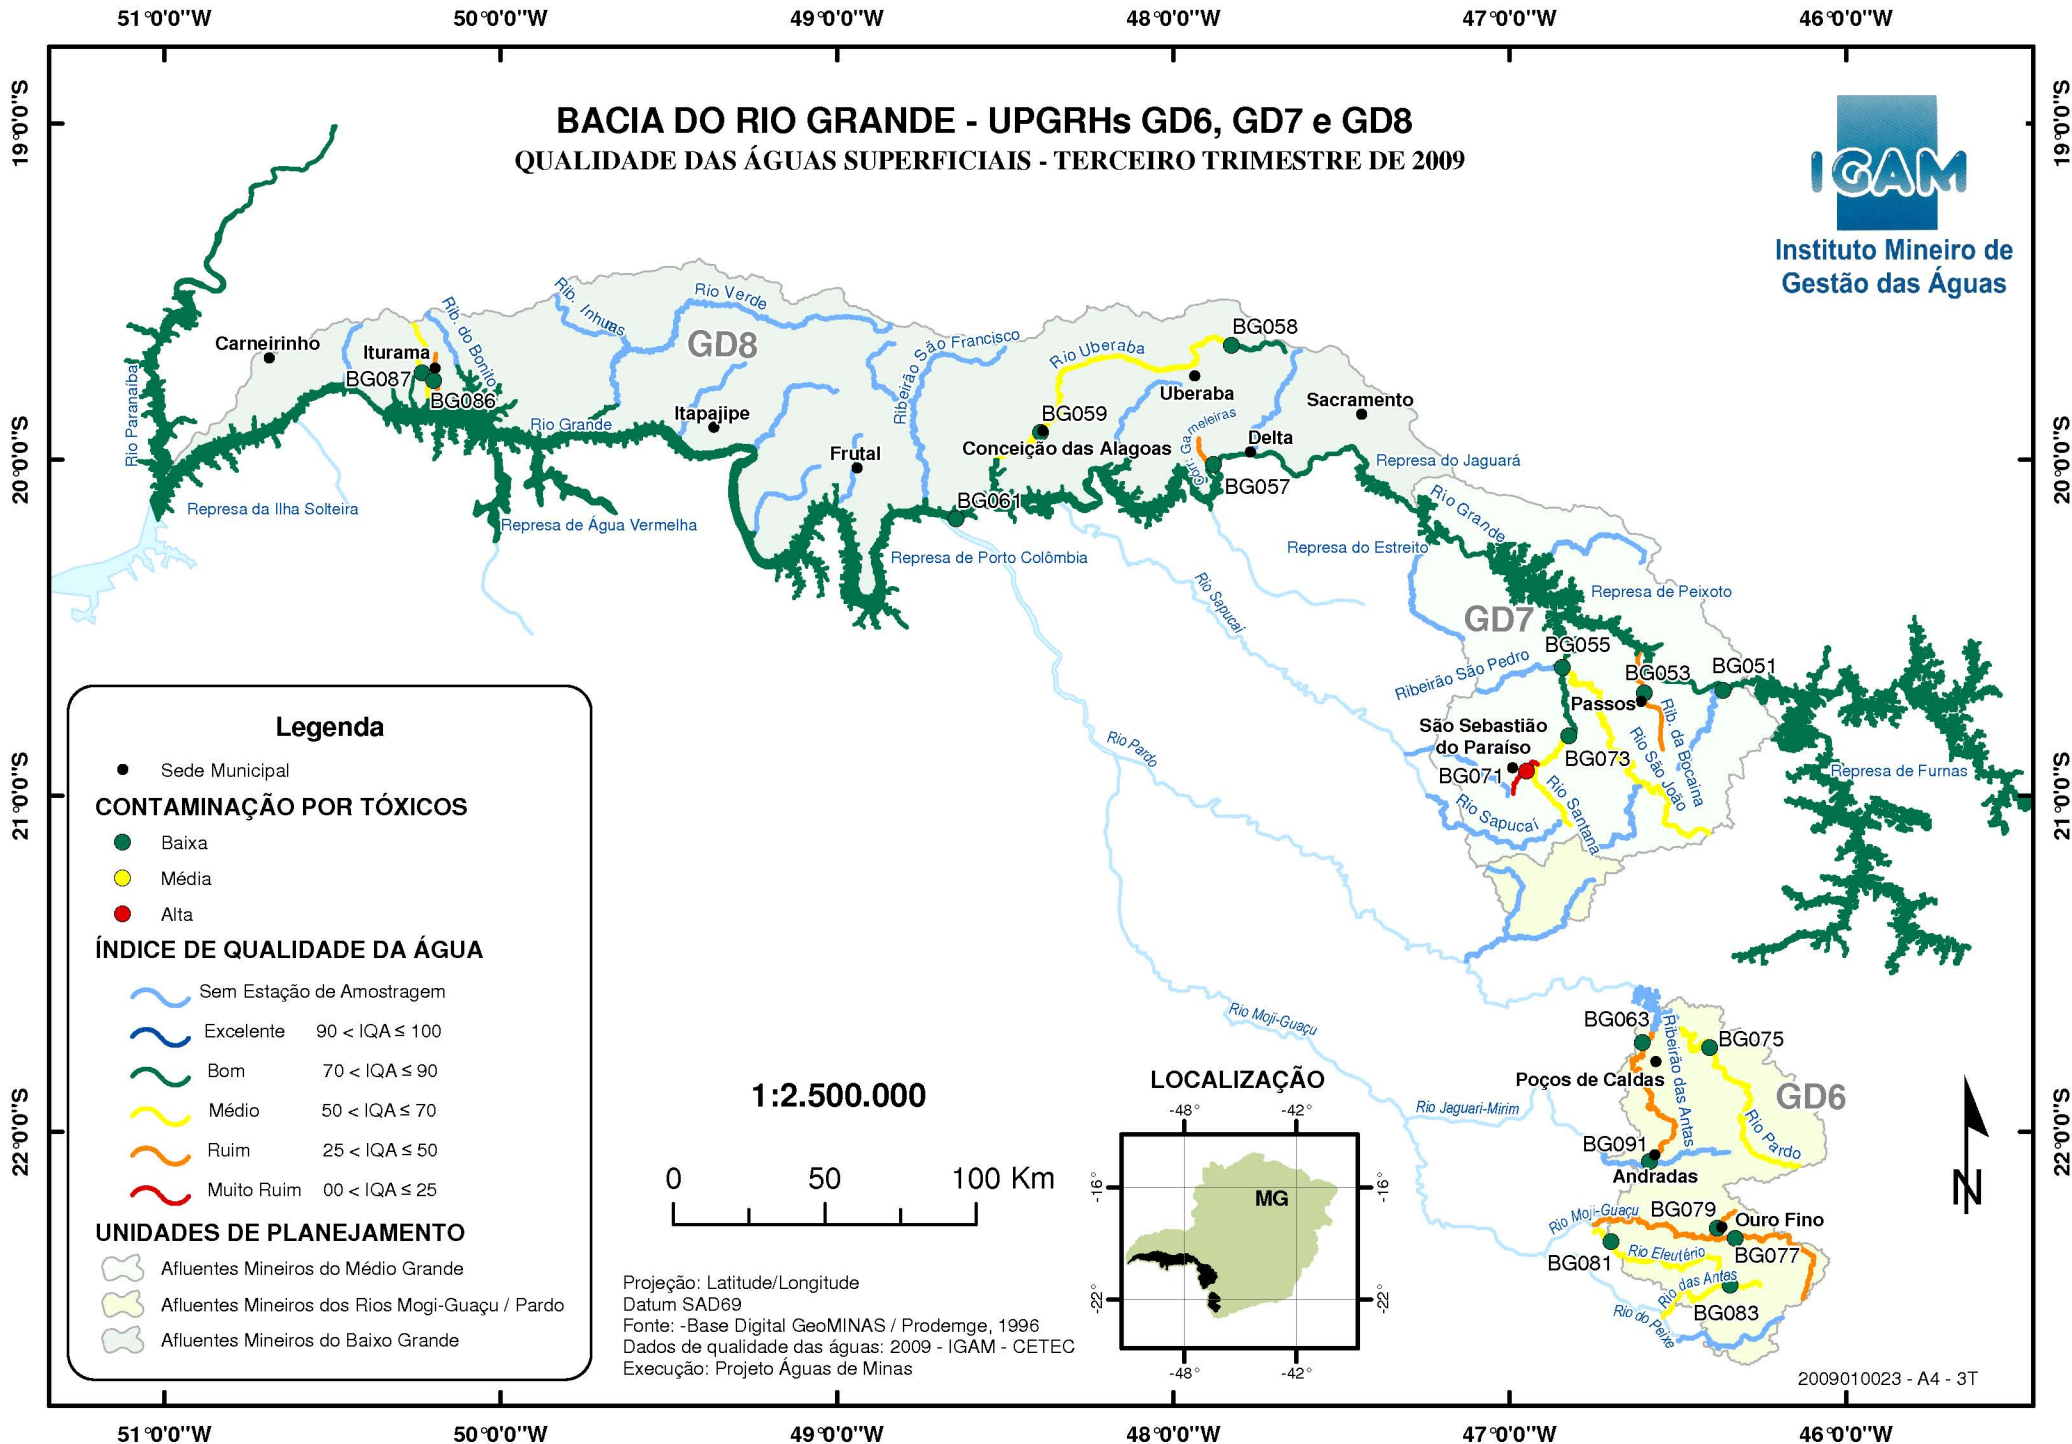 51°0'0"W 50°0'0"W 49°0'0"W 48°0'0"W 47°0'0"W 46°0'0"W
19°0'0"S
19°0'0"S
BACIA DO RIO GRANDE - UPGRHs GD6, GD7 e GD8
QUALIDADE DAS ÁGUAS SUPERFICIAIS - TERCEIRO TRIMESTRE DE 2009
IGAM
Instituto Mineiro de
Gestão das Águas
Carneirinho
Iturama
BG087
BG086
Rib. do Bonito
Rib. Inhumas
Rio Verde
GD8
Rio Paranaíba
Rio Grande
Itapajipe
Frutal
Ribeirão São Francisco
Rio Uberaba
BG058
Uberaba
BG059
Conceição das Alagoas
Corr. Gameleiras
Delta
Sacramento
BG057
BG061
20°0'0"S
20°0'0"S
Represa da Ilha Solteira
Represa de Água Vermelha
Represa de Porto Colômbia
Represa do Jaguará
Rio Grande
Represa do Estreito
Represa de Peixoto
Rio Sapucaí
GD7
BG055
BG053
BG051
Ribeirão São Pedro
Passos
São Sebastião
do Paraíso
BG071
BG073
Rib. da Bocaina
Rio São João
Rio Santana
Rio Sapucaí
Represa de Furnas
Rio Pardo
21°0'0"S
21°0'0"S
Legenda
Sede Municipal
CONTAMINAÇÃO POR TÓXICOS
Baixa
Média
Alta
ÍNDICE DE QUALIDADE DA ÁGUA
Sem Estação de Amostragem
Excelente 90 < IQA ≤ 100
Bom 70 < IQA ≤ 90
Médio 50 < IQA ≤ 70
Ruim 25 < IQA ≤ 50
Muito Ruim 00 < IQA ≤ 25
UNIDADES DE PLANEJAMENTO
Afluentes Mineiros do Médio Grande
Afluentes Mineiros dos Rios Mogi-Guaçu / Pardo
Afluentes Mineiros do Baixo Grande
1:2.500.000
0 50 100 Km
Projeção: Latitude/Longitude
Datum SAD69
Fonte: -Base Digital GeoMINAS / Prodemge, 1996
Dados de qualidade das águas: 2009 - IGAM - CETEC
Execução: Projeto Águas de Minas
LOCALIZAÇÃO
-48° -42°
-16°
-16°
MG
-22°
-22°
-48° -42°
Rio Moji-Guaçu
Rio Jaguari-Mirim
BG063
Ribeirão das Antas
BG075
Poços de Caldas
GD6
Rio Pardo
BG091
Andradas
22°0'0"S
22°0'0"S
Rio Moji-Guaçu
BG079
Ouro Fino
BG077
BG081
Rio Eleutério
Rio das Antas
BG083
Rio do Peixe
N
2009010023 - A4 - 3T
51°0'0"W 50°0'0"W 49°0'0"W 48°0'0"W 47°0'0"W 46°0'0"W